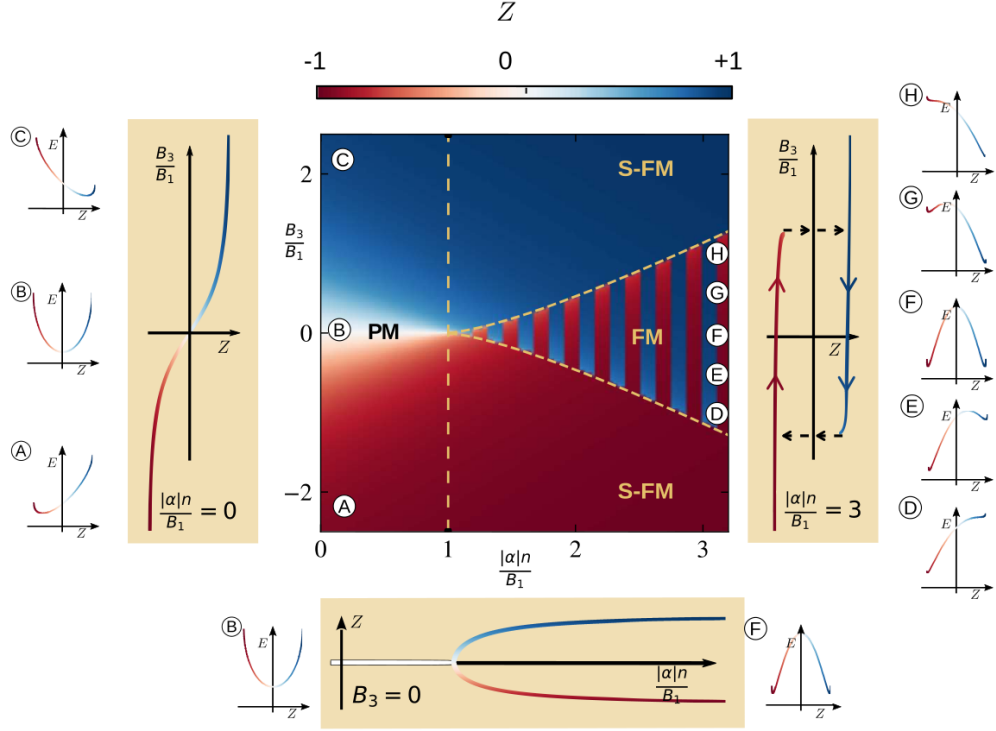 Z
-1 0 +1
C
E
Z
B
E
Z
A
E
Z
B₃/B₁
Z
|α|n/B₁ = 0
B₃/B₁
2
0
−2
C
S-FM
B
PM
FM
H
G
F
E
D
A
S-FM
0 1 2 3
|α|n/B₁
B₃/B₁
Z
|α|n/B₁ = 3
H
E
Z
G
E
Z
F
E
Z
E
E
Z
D
E
Z
B
E
Z
Z
B₃ = 0
|α|n/B₁
F
E
Z